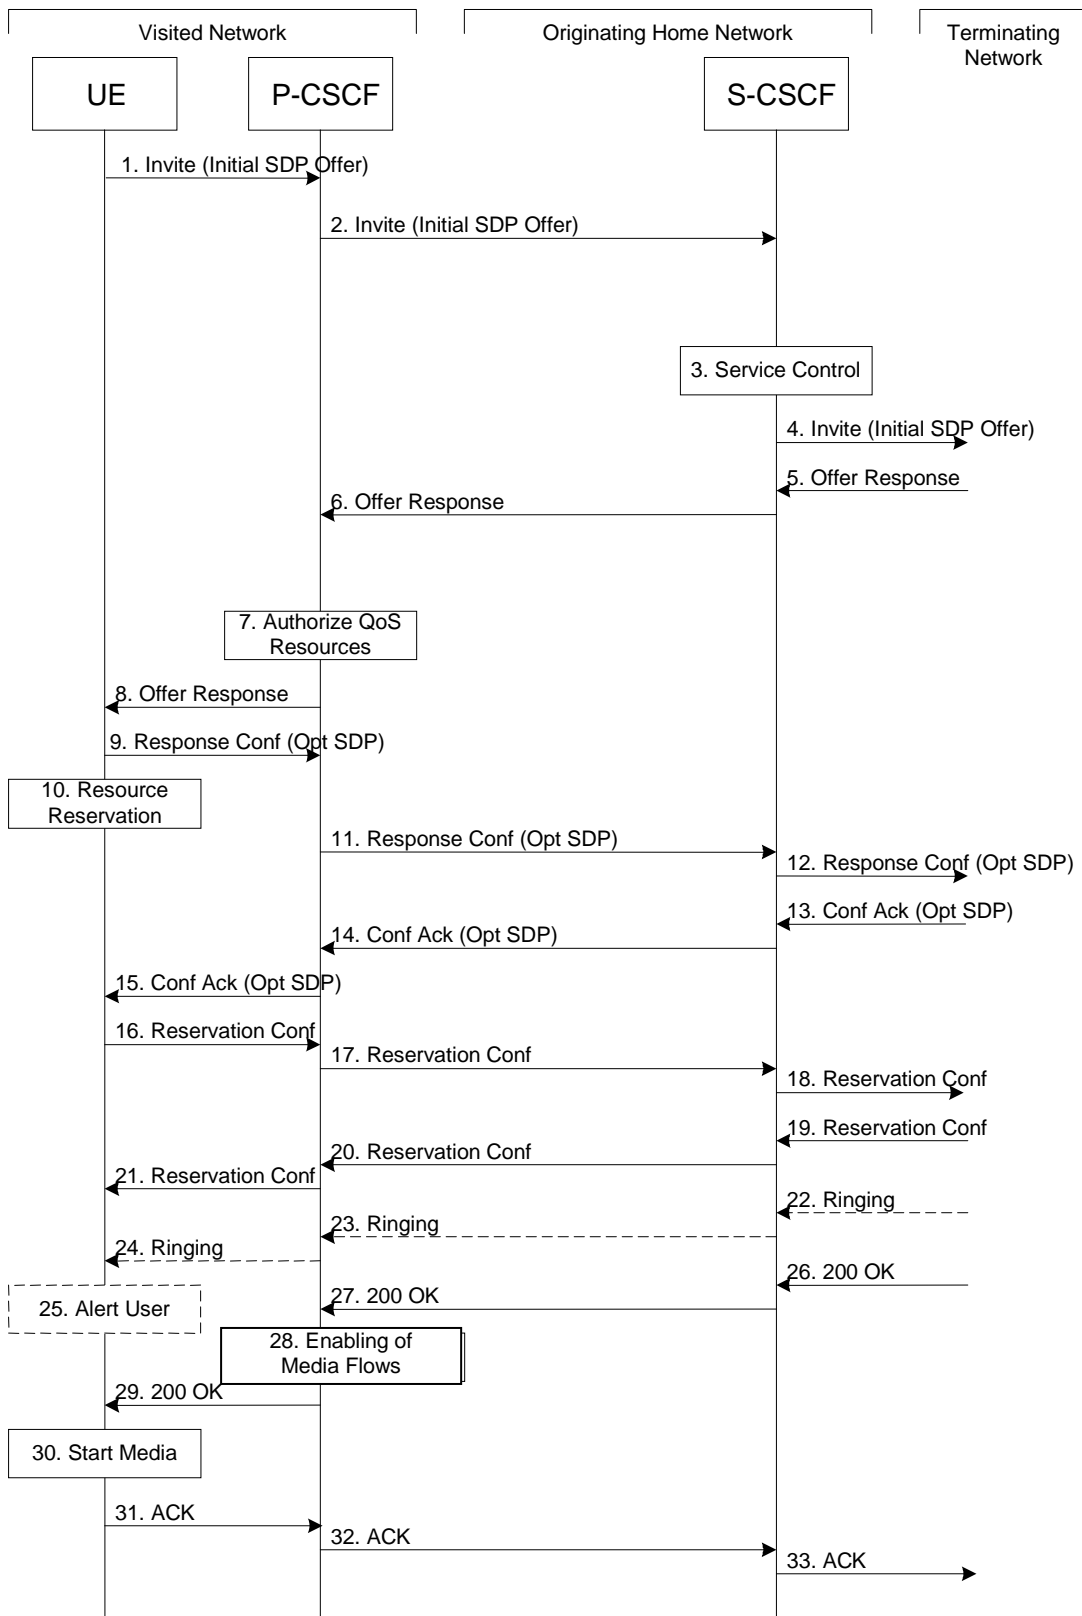 Visited Network
Originating Home Network
Terminating
Network
UE
P-CSCF
S-CSCF
1. Invite (Initial SDP Offer)
2. Invite (Initial SDP Offer)
3. Service Control
4. Invite (Initial SDP Offer)
5. Offer Response
6. Offer Response
7. Authorize QoS
Resources
8. Offer Response
9. Response Conf (Opt SDP)
10. Resource
Reservation
11. Response Conf (Opt SDP)
12. Response Conf (Opt SDP)
13. Conf Ack (Opt SDP)
14. Conf Ack (Opt SDP)
15. Conf Ack (Opt SDP)
16. Reservation Conf
17. Reservation Conf
18. Reservation Conf
19. Reservation Conf
20. Reservation Conf
21. Reservation Conf
22. Ringing
23. Ringing
24. Ringing
25. Alert User
26. 200 OK
27. 200 OK
28. Enabling of
Media Flows
29. 200 OK
30. Start Media
31. ACK
32. ACK
33. ACK